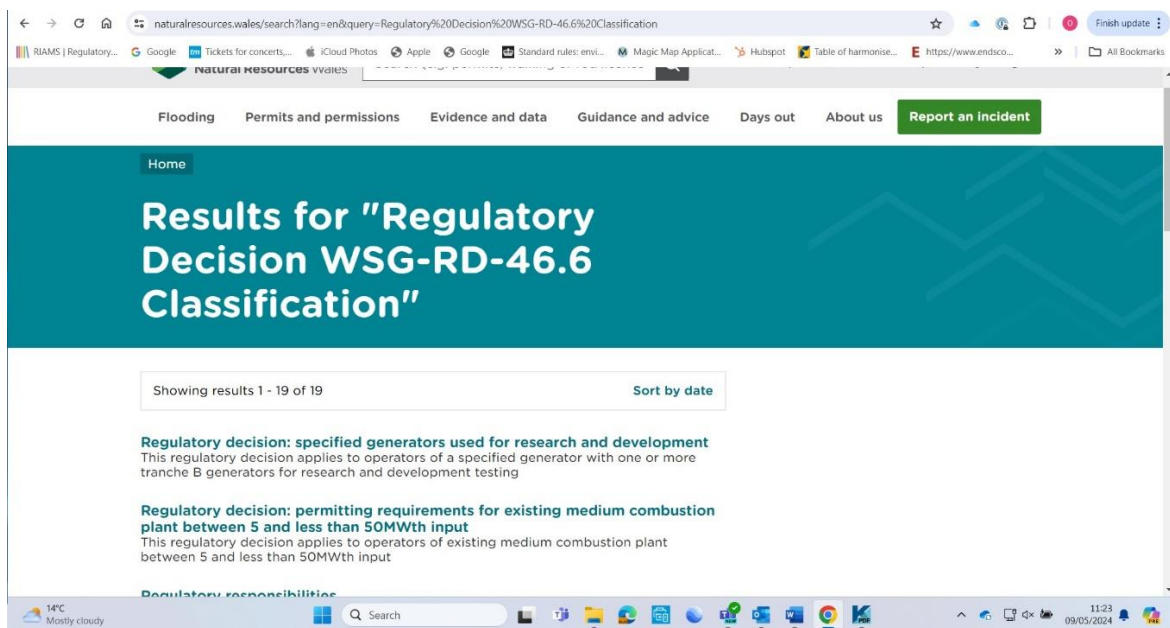 naturalresources.wales/search?lang=en&query=Regulatory%20Decision%20WSG-RD-46.6%20Classification
Finish update
RIAMS | Regulatory... Google Tickets for concerts,... iCloud Photos Apple Google Standard rules: envi... Magic Map Applicat... Hubspot Table of harmonise... https://www.endsco... » All Bookmarks
Natural Resources Wales
Flooding Permits and permissions Evidence and data Guidance and advice Days out About us Report an incident
Home
Results for "Regulatory
Decision WSG-RD-46.6
Classification"
Showing results 1 - 19 of 19 Sort by date
Regulatory decision: specified generators used for research and development
This regulatory decision applies to operators of a specified generator with one or more
tranche B generators for research and development testing
Regulatory decision: permitting requirements for existing medium combustion
plant between 5 and less than 50MWth input
This regulatory decision applies to operators of existing medium combustion plant
between 5 and less than 50MWth input
Regulatory responsibilities
14°C
Mostly cloudy
Search
11:23
09/05/2024